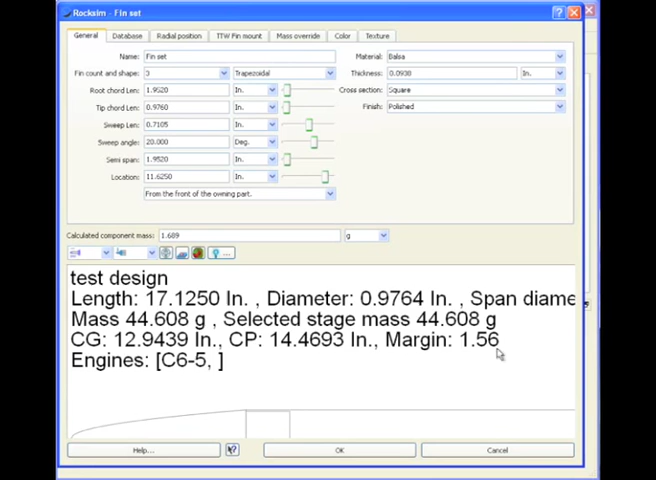 Rocksim - Fin set
General Database Radial position TTW Fin mount Mass override Color Texture
Name: Fin set Material: Balsa
Fin count and shape: 3 Trapezoidal Thickness: 0.0938 In.
Root chord Len: 1.9520 In. Cross section: Square
Tip chord Len: 0.9760 In. Finish: Polished
Sweep Len: 0.7105 In.
Sweep angle: 20.000 Deg.
Semi span: 1.9520 In.
Location: 11.6250 In.
From the front of the owning part.
Calculated component mass: 1.689 g
...
test design
Length: 17.1250 In. , Diameter: 0.9764 In. , Span diame
Mass 44.608 g , Selected stage mass 44.608 g
CG: 12.9439 In., CP: 14.4693 In., Margin: 1.56
Engines: [C6-5, ]
Help... OK Cancel